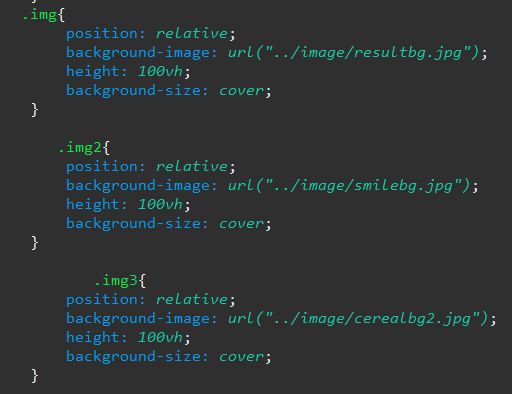 .img{
position: relative;
background-image: url("../image/resultbg.jpg");
height: 100vh;
background-size: cover;
}
.img2{
position: relative;
background-image: url("../image/smilebg.jpg");
height: 100vh;
background-size: cover;
}
.img3{
position: relative;
background-image: url("../image/cerealbg2.jpg");
height: 100vh;
background-size: cover;
}